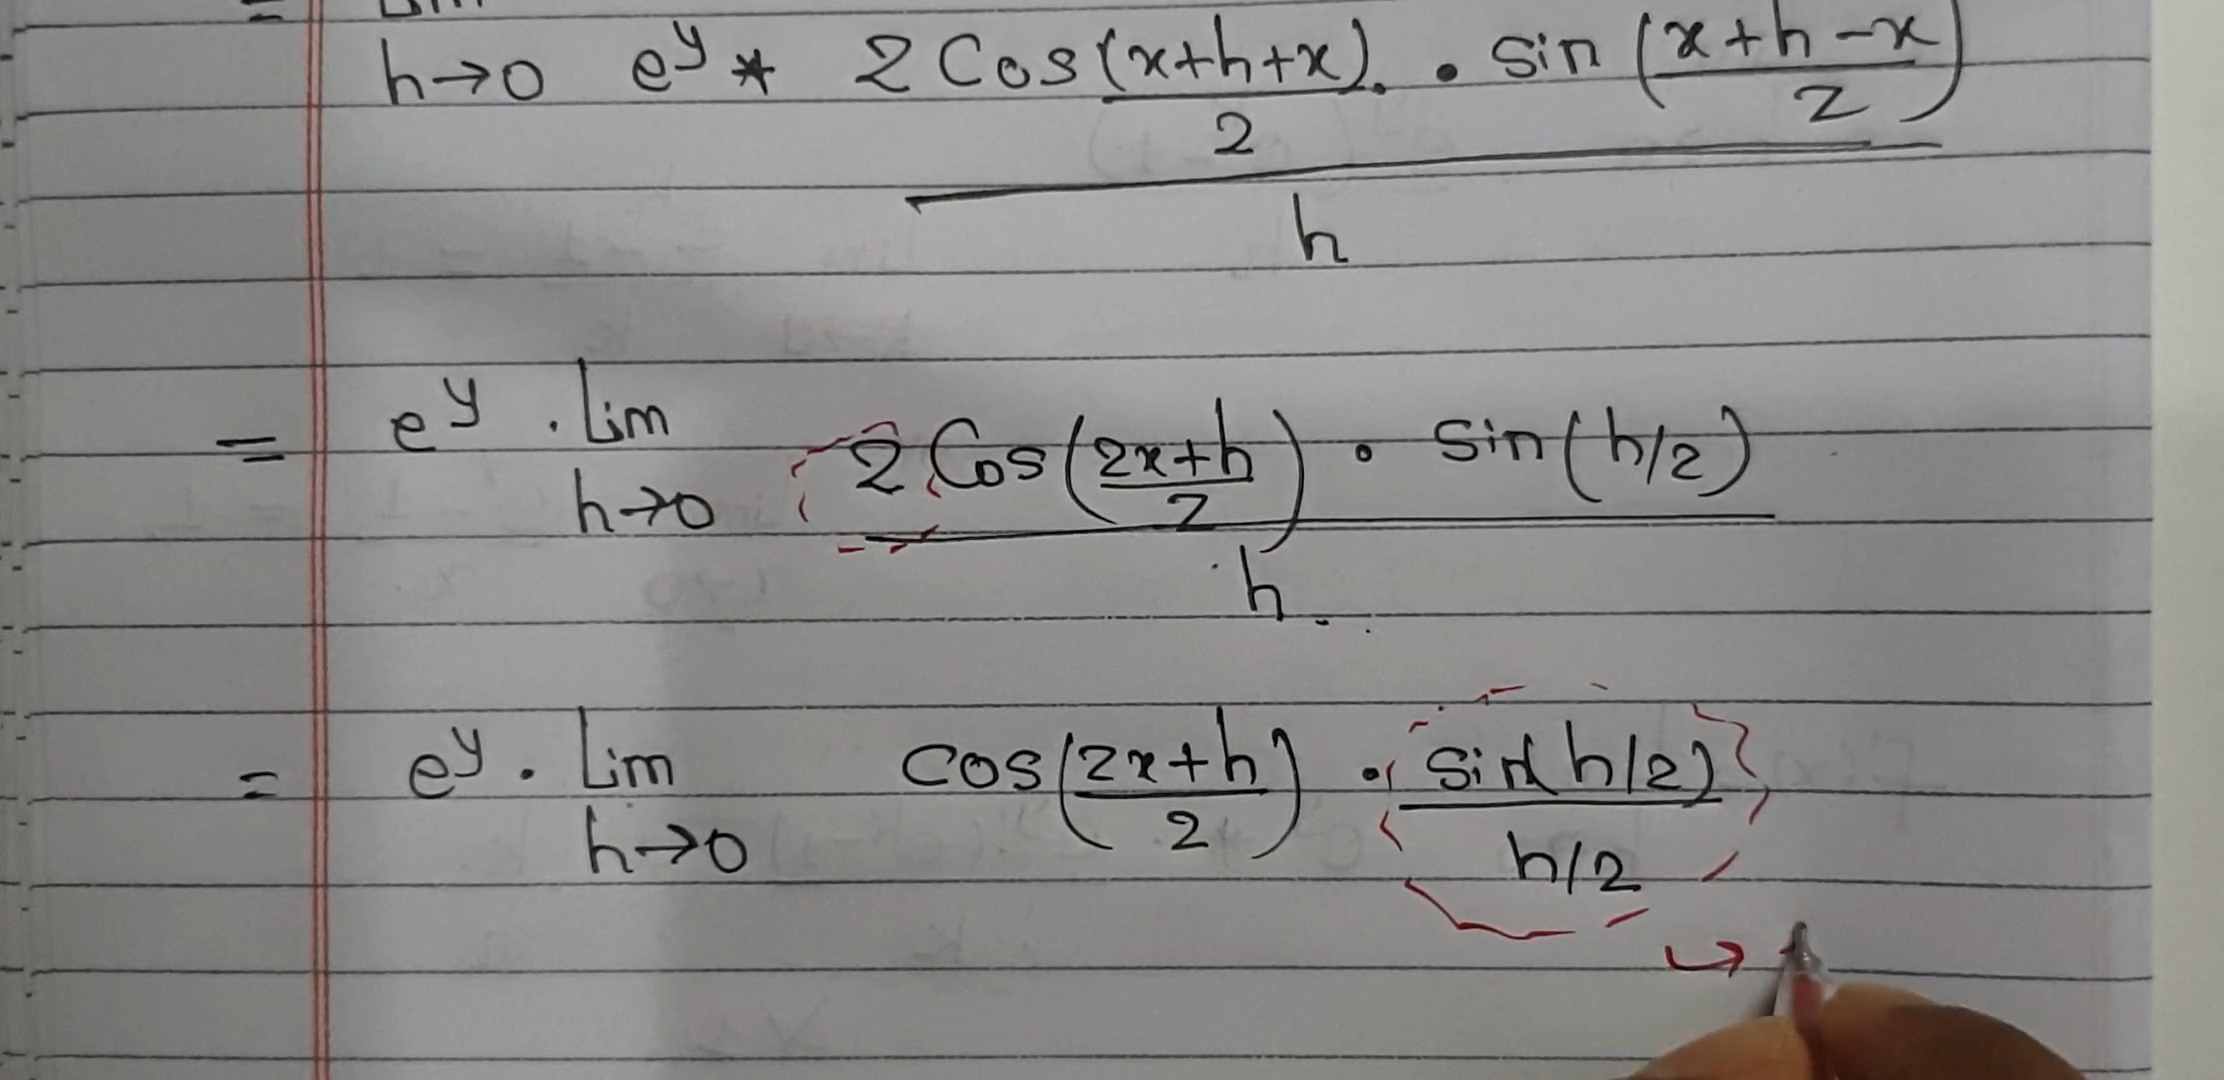 = Lim
h→0 e^y * 2 Cos (x+h+x)/2 . sin (x+h-x / 2)
h
= e^y . Lim h→0 2 Cos (2x+h / 2) . Sin (h/2)
h
= e^y . Lim h→0 cos (2x+h / 2) . sin (h/2) / h/2
↳